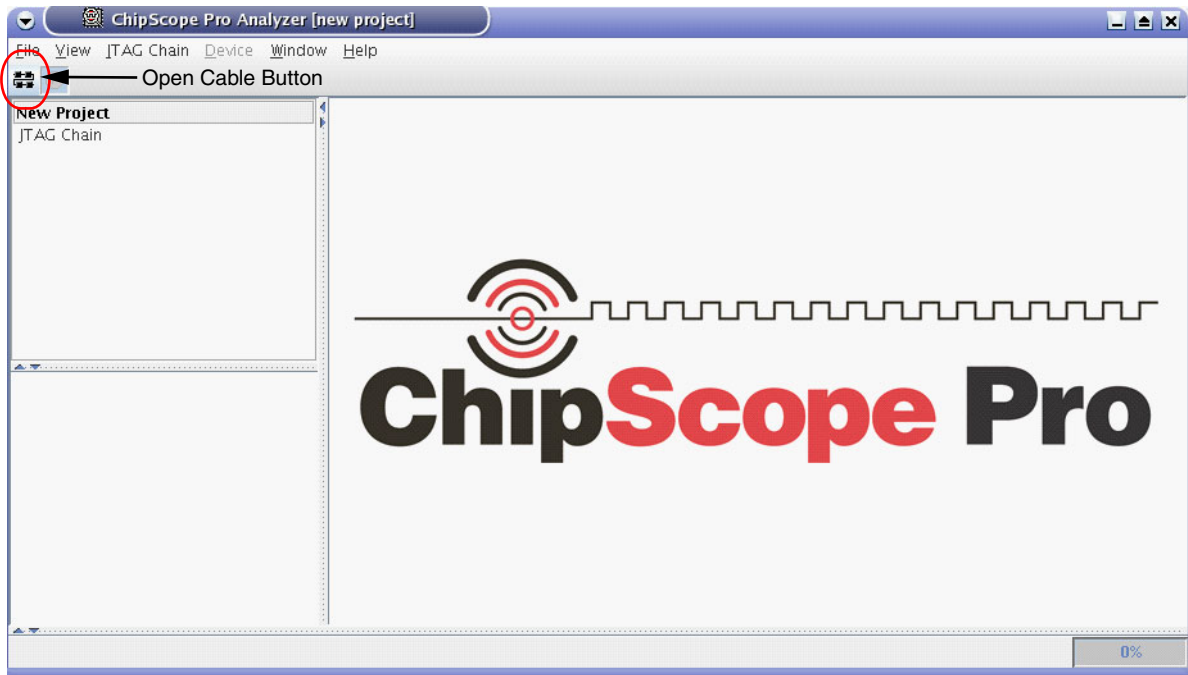 ChipScope Pro Analyzer [new project]
File View JTAG Chain Device Window Help
Open Cable Button
New Project
JTAG Chain
ChipScope Pro
0%